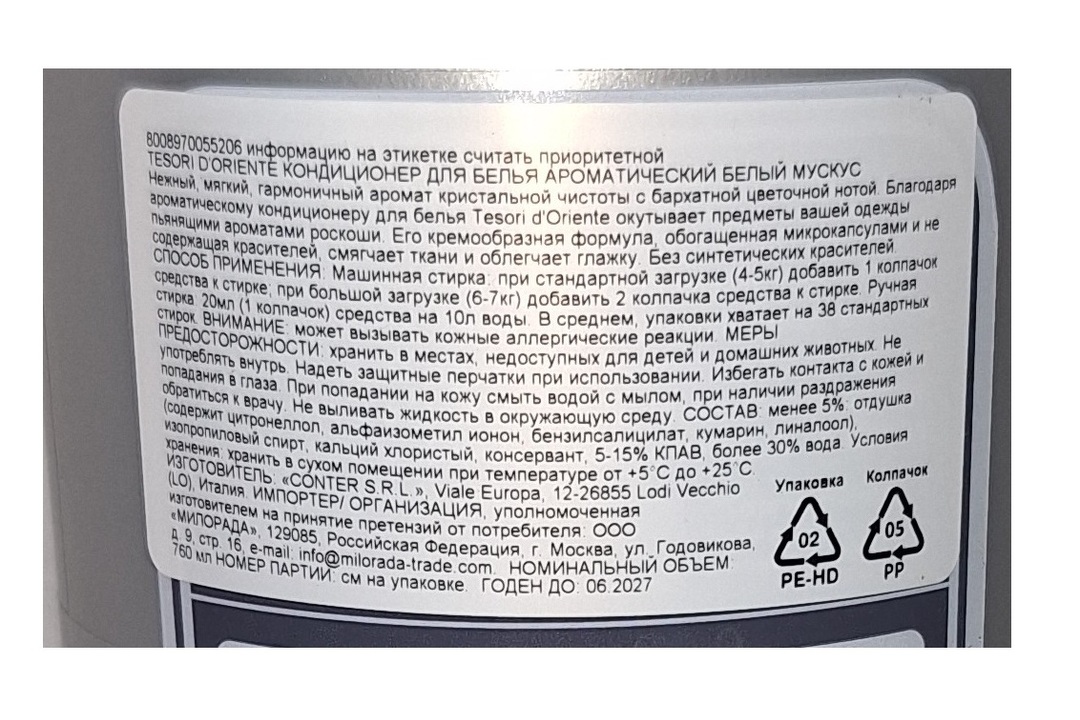 8008970055206 информацию на этикетке считать приоритетной
TESORI D'ORIENTE КОНДИЦИОНЕР ДЛЯ БЕЛЬЯ АРОМАТИЧЕСКИЙ БЕЛЫЙ МУСКУС
Нежный, мягкий, гармоничный аромат кристальной чистоты с бархатной цветочной нотой. Благодаря
ароматическому кондиционеру для белья Tesori d'Oriente окутывает предметы вашей одежды
пьянящими ароматами роскоши. Его кремообразная формула, обогащенная микрокапсулами и не
содержащая красителей, смягчает ткани и облегчает глажку. Без синтетических красителей.
СПОСОБ ПРИМЕНЕНИЯ: Машинная стирка: при стандартной загрузке (4-5кг) добавить 1 колпачок
средства к стирке; при большой загрузке (6-7кг) добавить 2 колпачка средства к стирке. Ручная
стирка: 20мл (1 колпачок) средства на 10л воды. В среднем, упаковки хватает на 38 стандартных
стирок. ВНИМАНИЕ: может вызывать кожные аллергические реакции. МЕРЫ
ПРЕДОСТОРОЖНОСТИ: хранить в местах, недоступных для детей и домашних животных. Не
употреблять внутрь. Надеть защитные перчатки при использовании. Избегать контакта с кожей и
попадания в глаза. При попадании на кожу смыть водой с мылом, при наличии раздражения
обратиться к врачу. Не выливать жидкость в окружающую среду. СОСТАВ: менее 5%: отдушка
(содержит цитронеллол, альфаизометил ионон, бензилсалицилат, кумарин, линалоол),
изопропиловый спирт, кальций хлористый, консервант, 5-15% КПАВ, более 30% вода. Условия
хранения: хранить в сухом помещении при температуре от +5°С до +25°С.
ИЗГОТОВИТЕЛЬ: «CONTER S.R.L.», Viale Europa, 12-26855 Lodi Vecchio
(LO), Италия. ИМПОРТЕР/ ОРГАНИЗАЦИЯ, уполномоченная
изготовителем на принятие претензий от потребителя: ООО
«МИЛОРАДА», 129085, Российская Федерация, г. Москва, ул. Годовикова,
д. 9, стр. 16, e-mail: info@milorada-trade.com. НОМИНАЛЬНЫЙ ОБЪЕМ:
760 мл НОМЕР ПАРТИИ: см на упаковке. ГОДЕН ДО: 06.2027
Упаковка Колпачок
02 05
PE-HD PP